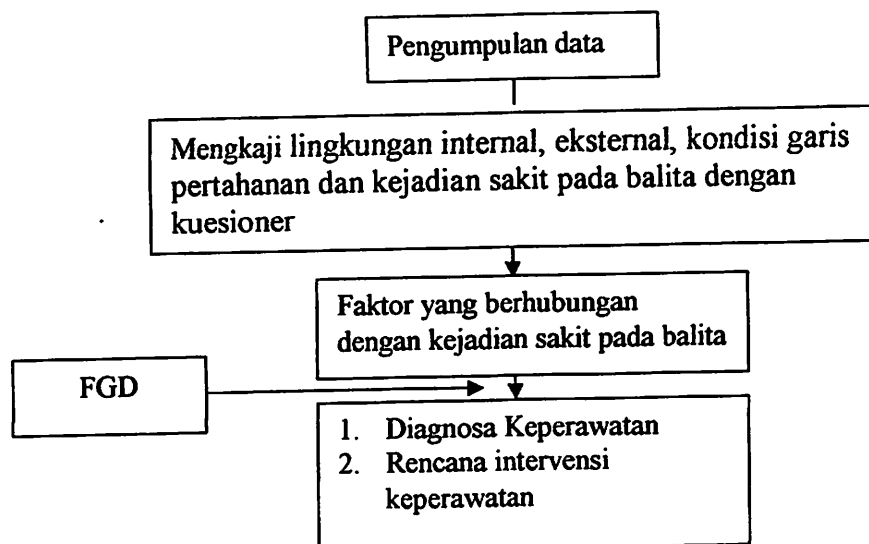 Pengumpulan data
Mengkaji lingkungan internal, eksternal, kondisi garis
pertahanan dan kejadian sakit pada balita dengan
kuesioner
Faktor yang berhubungan
dengan kejadian sakit pada balita
FGD
1. Diagnosa Keperawatan
2. Rencana intervensi
keperawatan